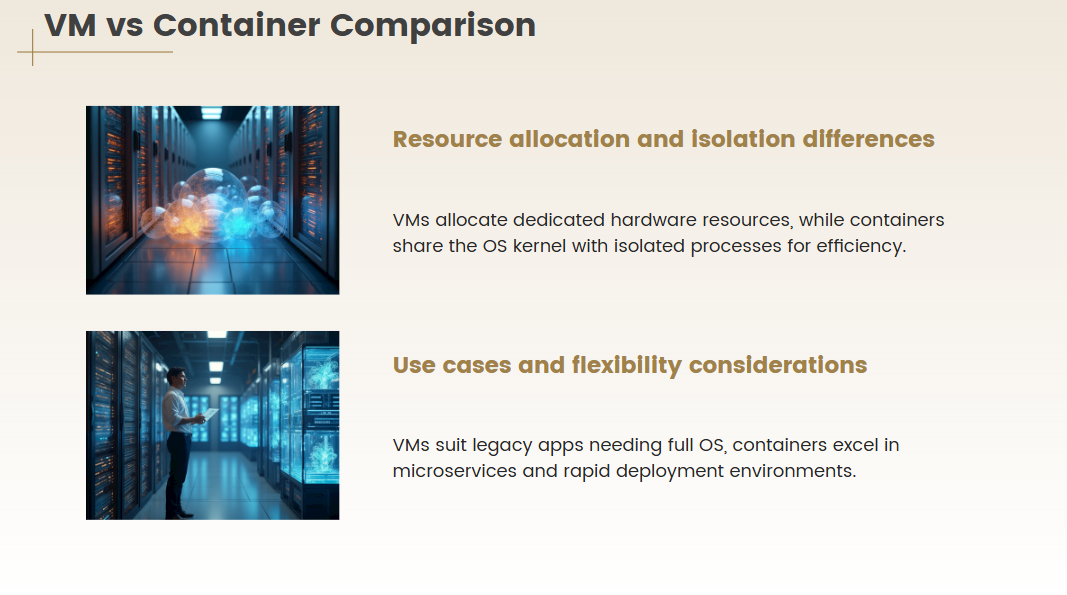 VM vs Container Comparison
Resource allocation and isolation differences
VMs allocate dedicated hardware resources, while containers
share the OS kernel with isolated processes for efficiency.
Use cases and flexibility considerations
VMs suit legacy apps needing full OS, containers excel in
microservices and rapid deployment environments.